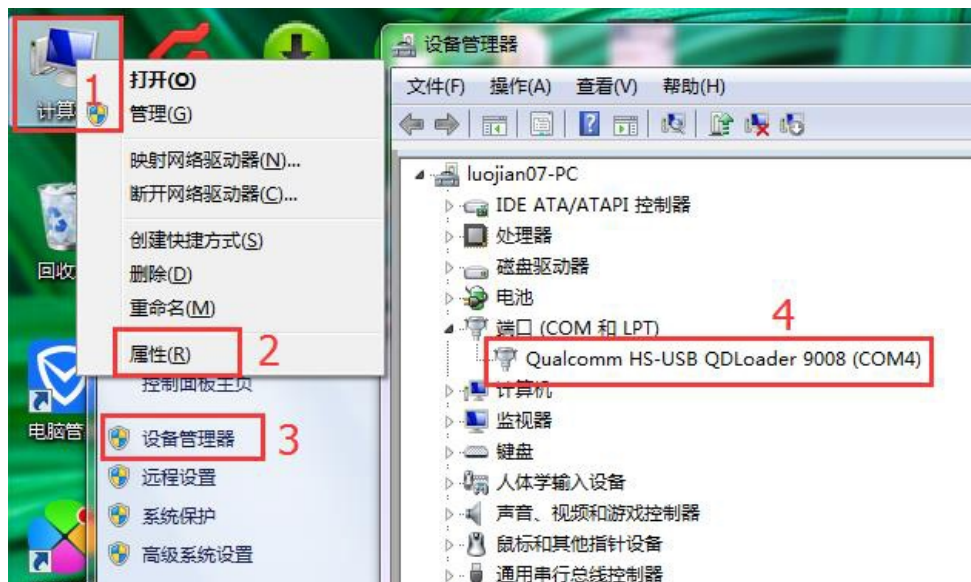 1
计算
打开(O)
管理(G)
映射网络驱动器(N)...
断开网络驱动器(C)...
创建快捷方式(S)
删除(D)
重命名(M)
属性(R)
2
回收
电脑管
控制面板主页
设备管理器
3
远程设置
系统保护
高级系统设置
设备管理器
文件(F) 操作(A) 查看(V) 帮助(H)
luojian07-PC
IDE ATA/ATAPI 控制器
处理器
磁盘驱动器
电池
端口 (COM 和 LPT)
4
Qualcomm HS-USB QDLoader 9008 (COM4)
计算机
监视器
键盘
人体学输入设备
声音、视频和游戏控制器
鼠标和其他指针设备
通用串行总线控制器